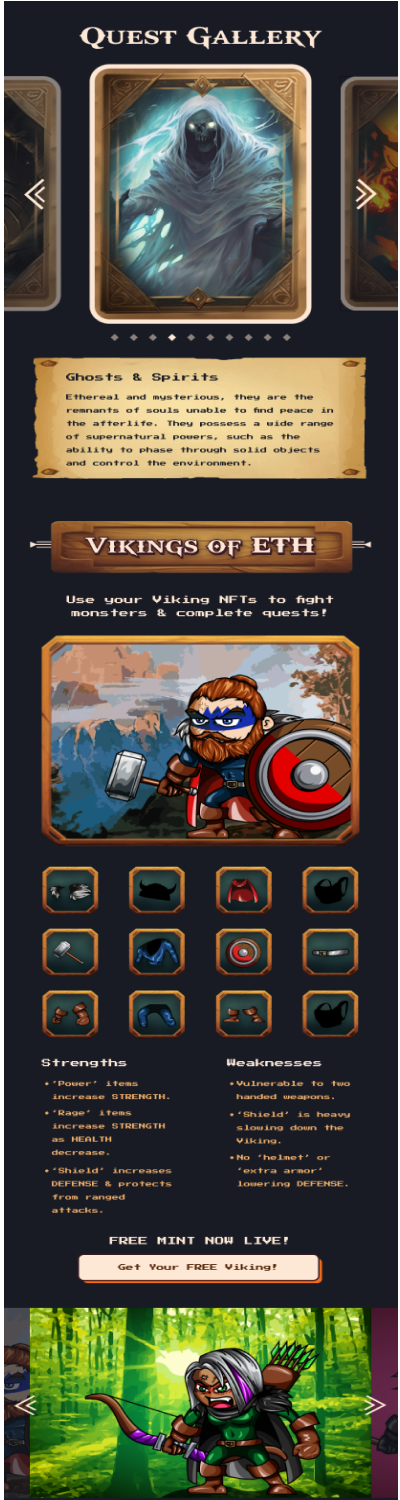 Quest Gallery
Ghosts & Spirits
Ethereal and mysterious, they are the
remnants of souls unable to find peace in
the afterlife. They possess a wide range
of supernatural powers, such as the
ability to phase through solid objects
and control the environment.
Vikings of ETH
Use your Viking NFTs to fight
monsters & complete quests!
Strengths
•'Power' items
increase STRENGTH.
•'Rage' items
increase STRENGTH
as HEALTH
decrease.
•'Shield' increases
DEFENSE & protects
from ranged
attacks.
Weaknesses
•Vulnerable to two
handed weapons.
•'Shield' is heavy
slowing down the
Viking.
•No 'helmet' or
'extra armor'
lowering DEFENSE.
FREE MINT NOW LIVE!
Get Your FREE Viking!